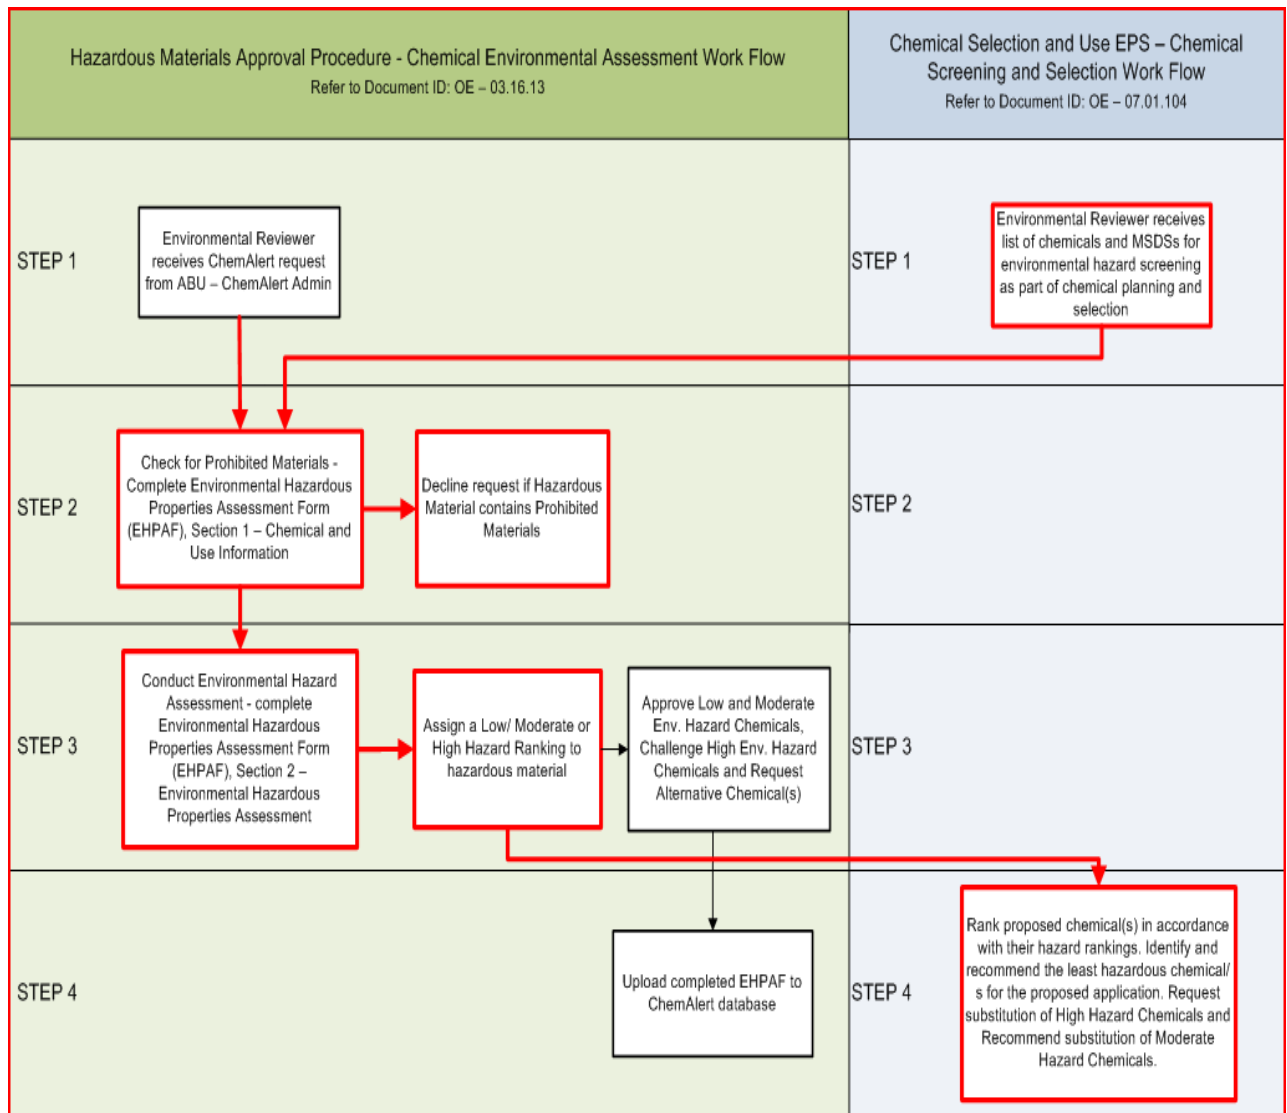 Hazardous Materials Approval Procedure - Chemical Environmental Assessment Work Flow
Refer to Document ID: OE – 03.16.13
Chemical Selection and Use EPS – Chemical
Screening and Selection Work Flow
Refer to Document ID: OE – 07.01.104
STEP 1
Environmental Reviewer
receives ChemAlert request
from ABU – ChemAlert Admin
STEP 1
Environmental Reviewer receives
list of chemicals and MSDSs for
environmental hazard screening
as part of chemical planning and
selection
STEP 2
Check for Prohibited Materials -
Complete Environmental Hazardous
Properties Assessment Form
(EHPAF), Section 1 – Chemical and
Use Information
Decline request if Hazardous
Material contains Prohibited
Materials
STEP 2
STEP 3
Conduct Environmental Hazard
Assessment - complete
Environmental Hazardous
Properties Assessment Form
(EHPAF), Section 2 –
Environmental Hazardous
Properties Assessment
Assign a Low/ Moderate or
High Hazard Ranking to
hazardous material
Approve Low and Moderate
Env. Hazard Chemicals,
Challenge High Env. Hazard
Chemicals and Request
Alternative Chemical(s)
STEP 3
STEP 4
Upload completed EHPAF to
ChemAlert database
STEP 4
Rank proposed chemical(s) in accordance
with their hazard rankings. Identify and
recommend the least hazardous chemical/
s for the proposed application. Request
substitution of High Hazard Chemicals and
Recommend substitution of Moderate
Hazard Chemicals.